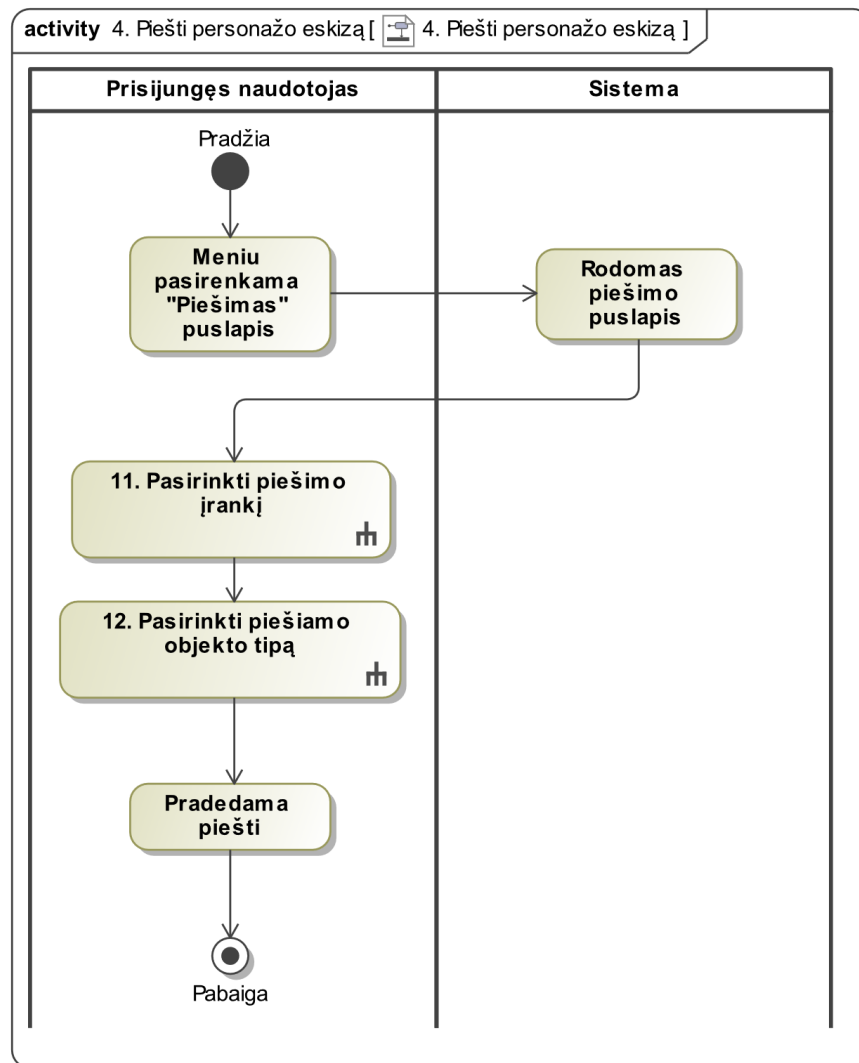 activity 4. Piešti personažo eskizą [ 4. Piešti personažo eskizą ]
Prisijungęs naudotojas
Sistema
Pradžia
Meniu
pasirenkama
"Piešimas"
puslapis
Rodomas
piešimo
puslapis
11. Pasirinkti piešimo
įrankį
12. Pasirinkti piešiamo
objekto tipą
Pradedama
piešti
Pabaiga